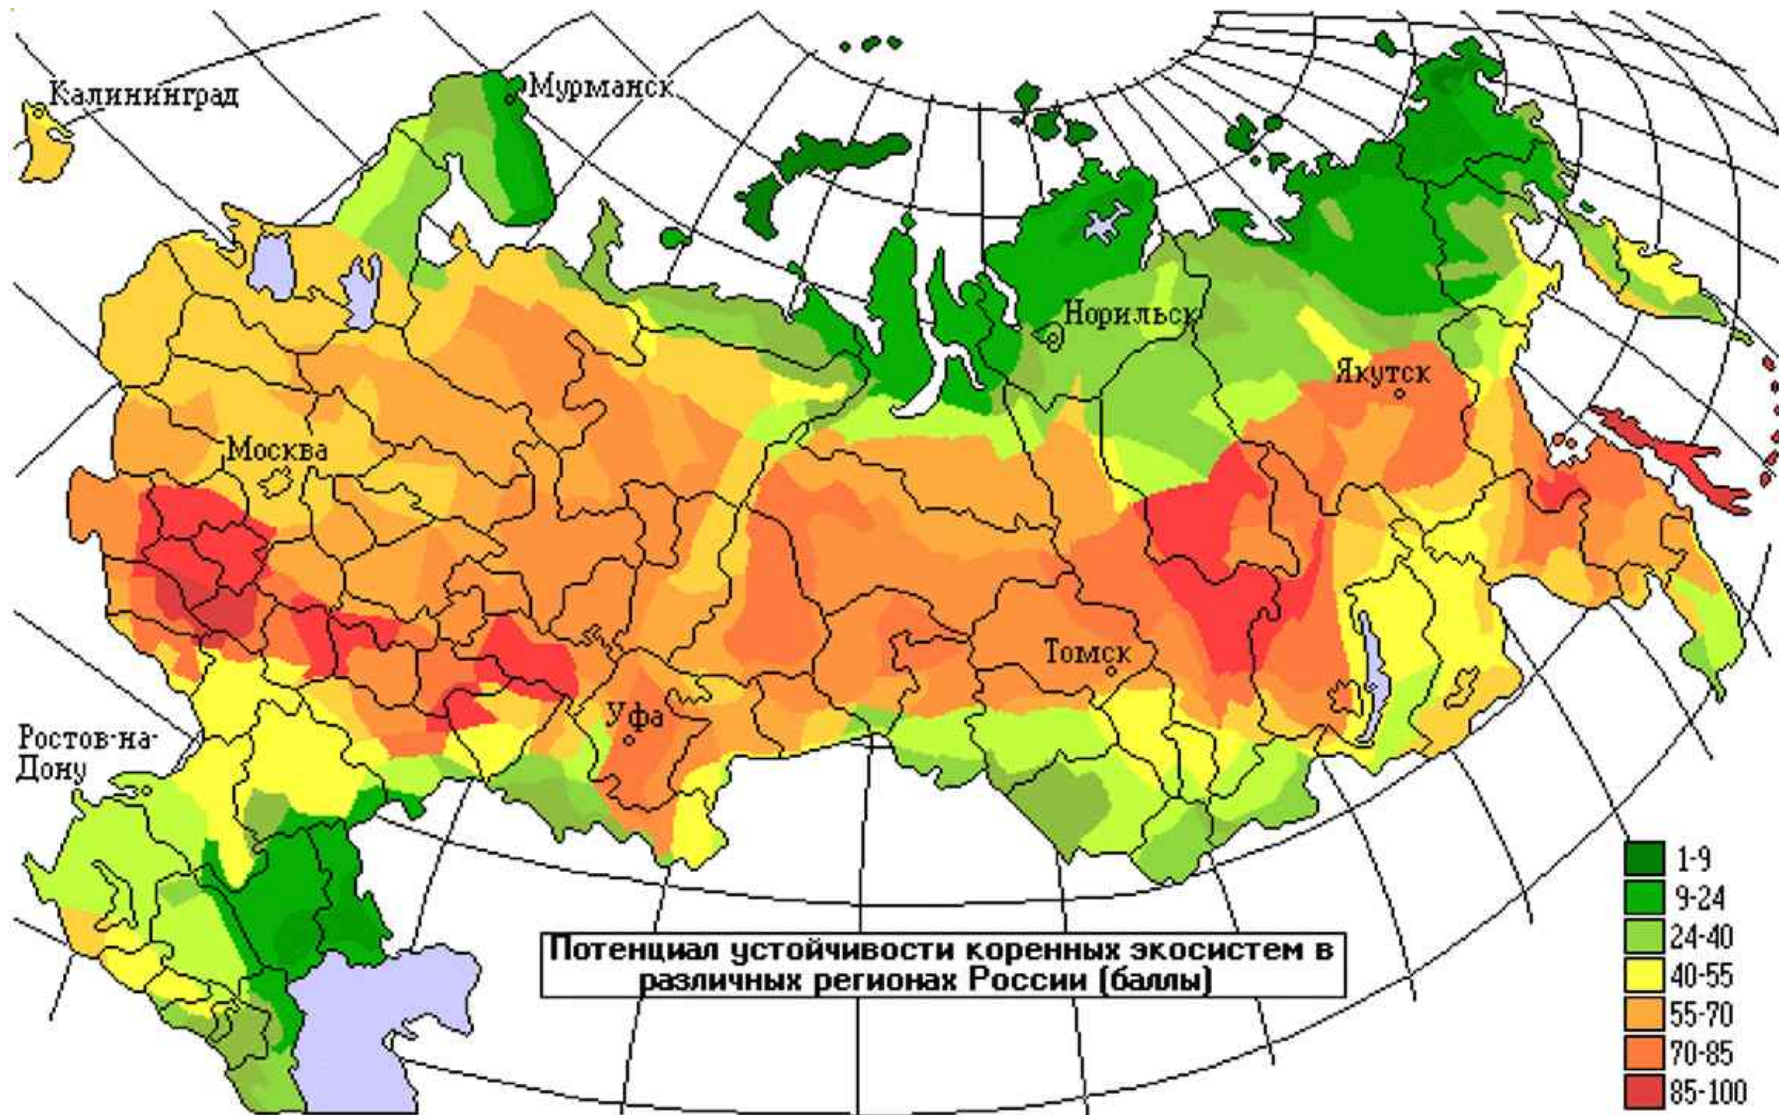 Калининград
Мурманск
Норильск
Якутск
Москва
Томск
Уфа
Ростов-на-
Дону
Потенциал устойчивости коренных экосистем в
различных регионах России (баллы)
1-9
9-24
24-40
40-55
55-70
70-85
85-100